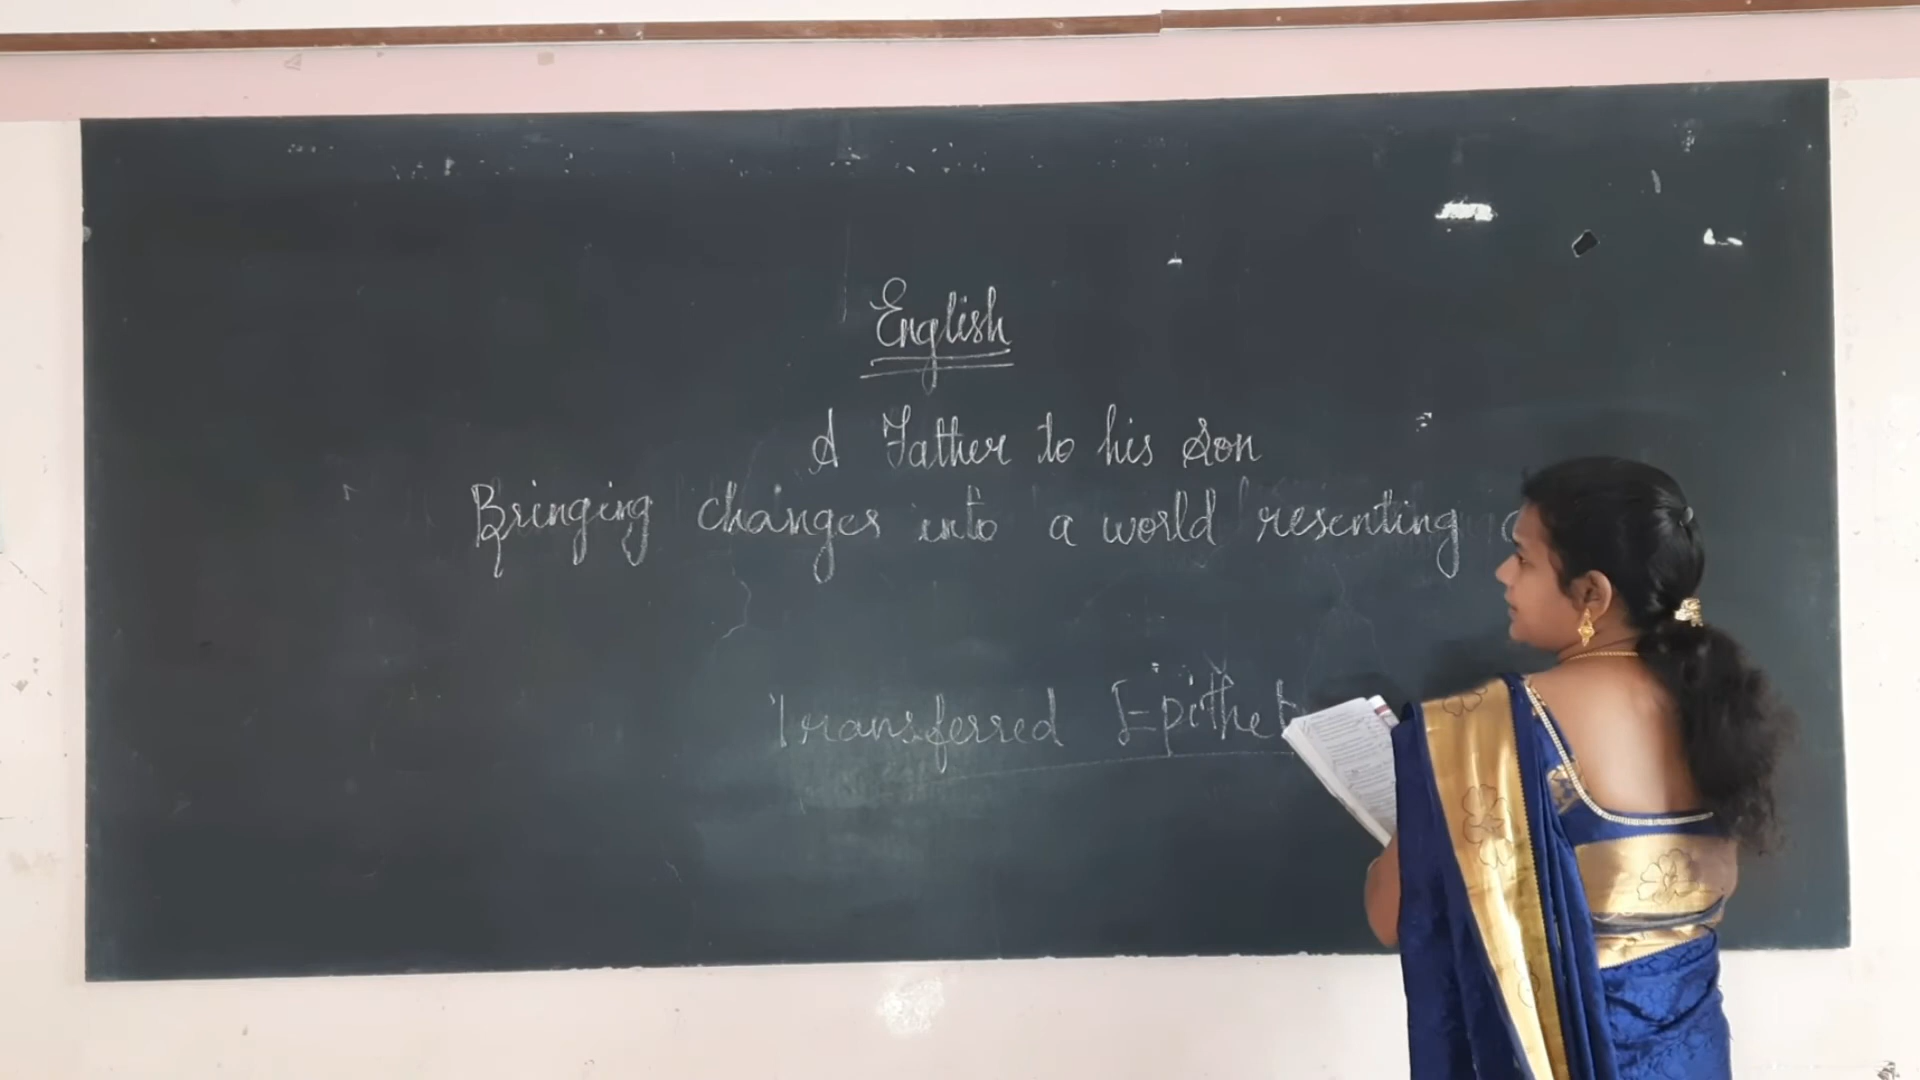 English
A Father to his Son
Bringing changes into a world resenting
Transferred Epithet